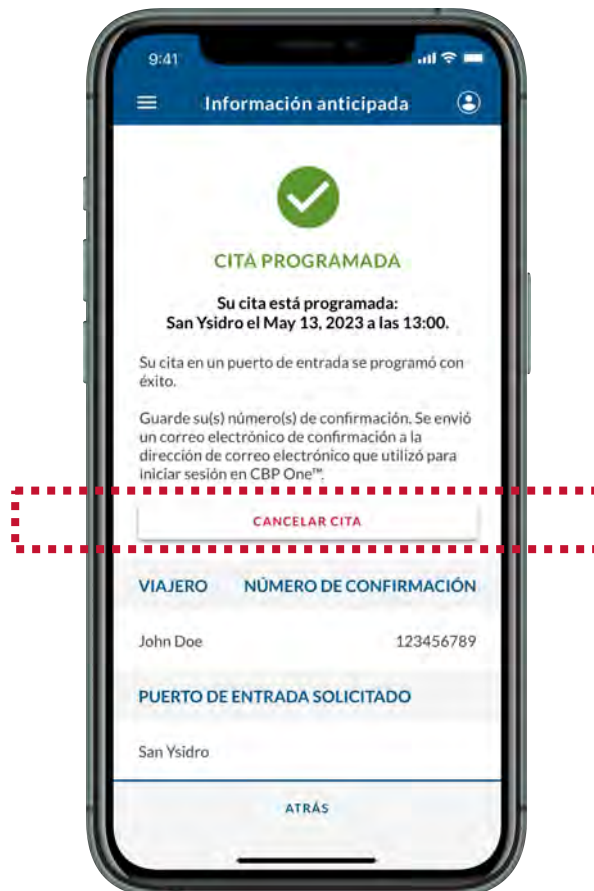 9:41
Información anticipada
CITA PROGRAMADA
Su cita está programada:
San Ysidro el May 13, 2023 a las 13:00.
Su cita en un puerto de entrada se programó con
éxito.
Guarde su(s) número(s) de confirmación. Se envió
un correo electrónico de confirmación a la
dirección de correo electrónico que utilizó para
iniciar sesión en CBP One™.
CANCELAR CITA
VIAJERO NÚMERO DE CONFIRMACIÓN
John Doe 123456789
PUERTO DE ENTRADA SOLICITADO
San Ysidro
ATRÁS